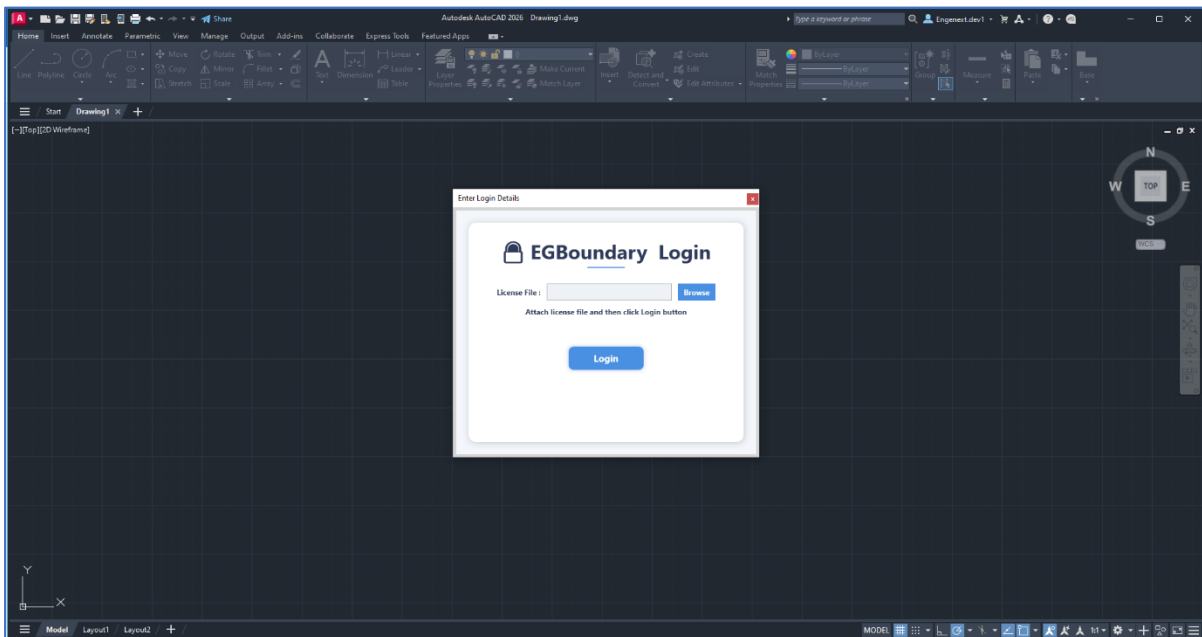 A Share Autodesk AutoCAD 2026 Drawing1.dwg Type a keyword or phrase Engenext.dev1
Home Insert Annotate Parametric View Manage Output Add-ins Collaborate Express Tools Featured Apps
Move Rotate Trim Linear Make Current Create ByLayer
Line Polyline Circle Arc Copy Mirror Fillet Text Dimension Leader Layer Insert Detect and Edit Match ByLayer Group Measure Paste Base
Stretch Scale Array Table Properties Match Layer Convert Edit Attributes Properties ByLayer
Start Drawing1
[-][Top][2D Wireframe]
N
W TOP E
S
WCS
Enter Login Details
EGBoundary Login
License File : Browse
Attach license file and then click Login button
Login
Y
X
Model Layout1 Layout2 MODEL 1:1